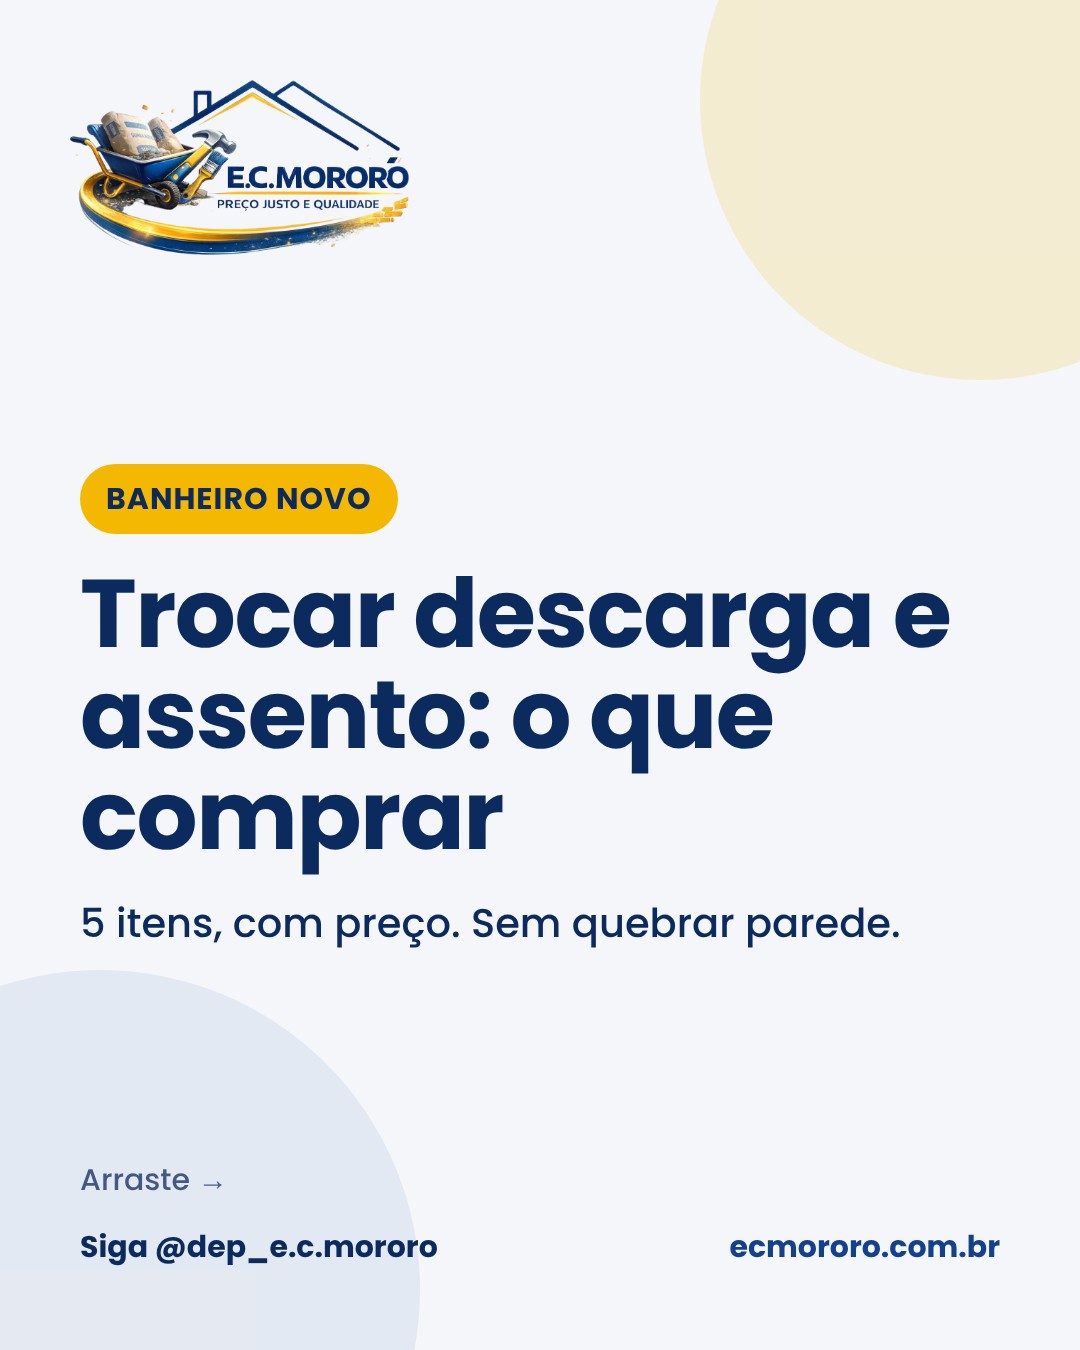 E.C.MORORÓ
PREÇO JUSTO E QUALIDADE
BANHEIRO NOVO
Trocar descarga e
assento: o que
comprar
5 itens, com preço. Sem quebrar parede.
Arraste →
Siga @dep_e.c.mororo
ecmororo.com.br